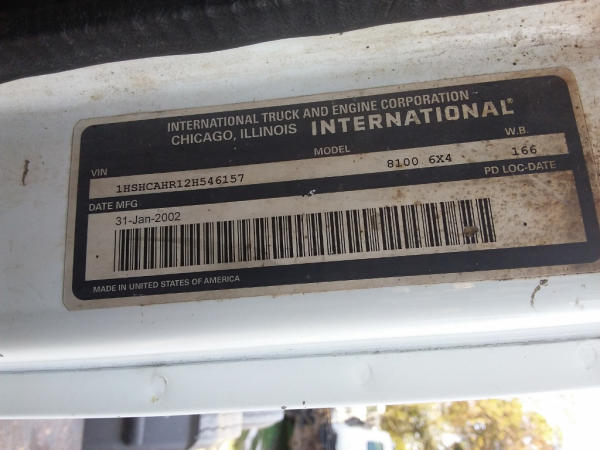 INTERNATIONAL TRUCK AND ENGINE CORPORATION
CHICAGO, ILLINOIS INTERNATIONAL®
VIN MODEL W.B.
1HSHCAHR12H546157 8100 6X4 166
DATE MFG PD LOC-DATE
31-Jan-2002
MADE IN UNITED STATES OF AMERICA